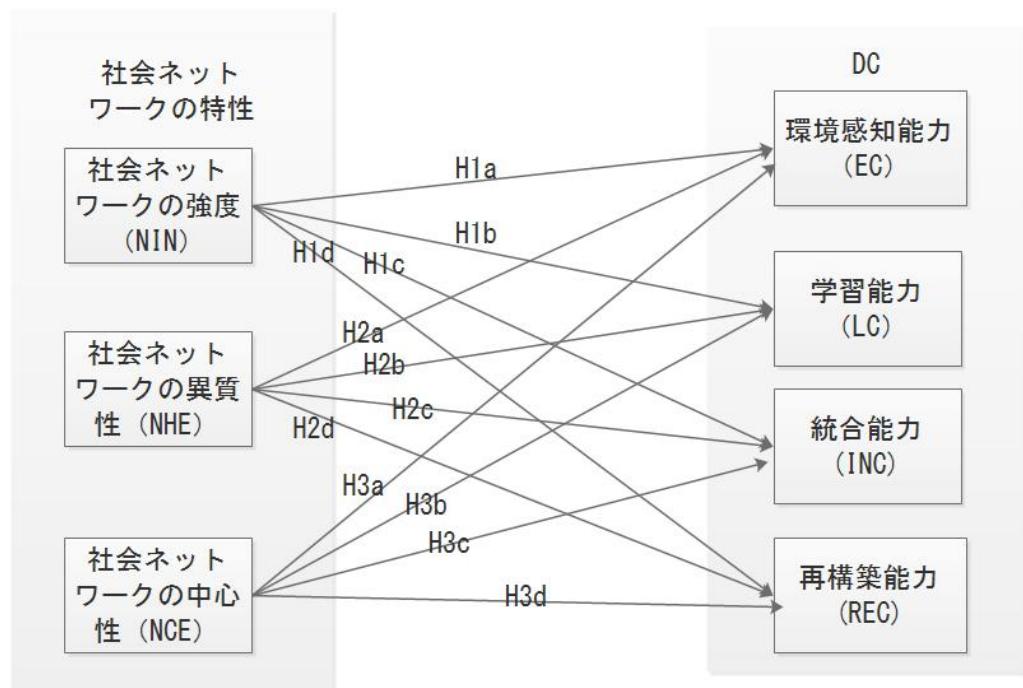 社会ネット
ワークの特性
社会ネット
ワークの強度
(NIN)
社会ネット
ワークの異質
性 (NHE)
社会ネット
ワークの中心
性 (NCE)
H1a
H1b
H1c
H1d
H2a
H2b
H2c
H2d
H3a
H3b
H3c
H3d
DC
環境感知能力
(EC)
学習能力
(LC)
統合能力
(INC)
再構築能力
(REC)